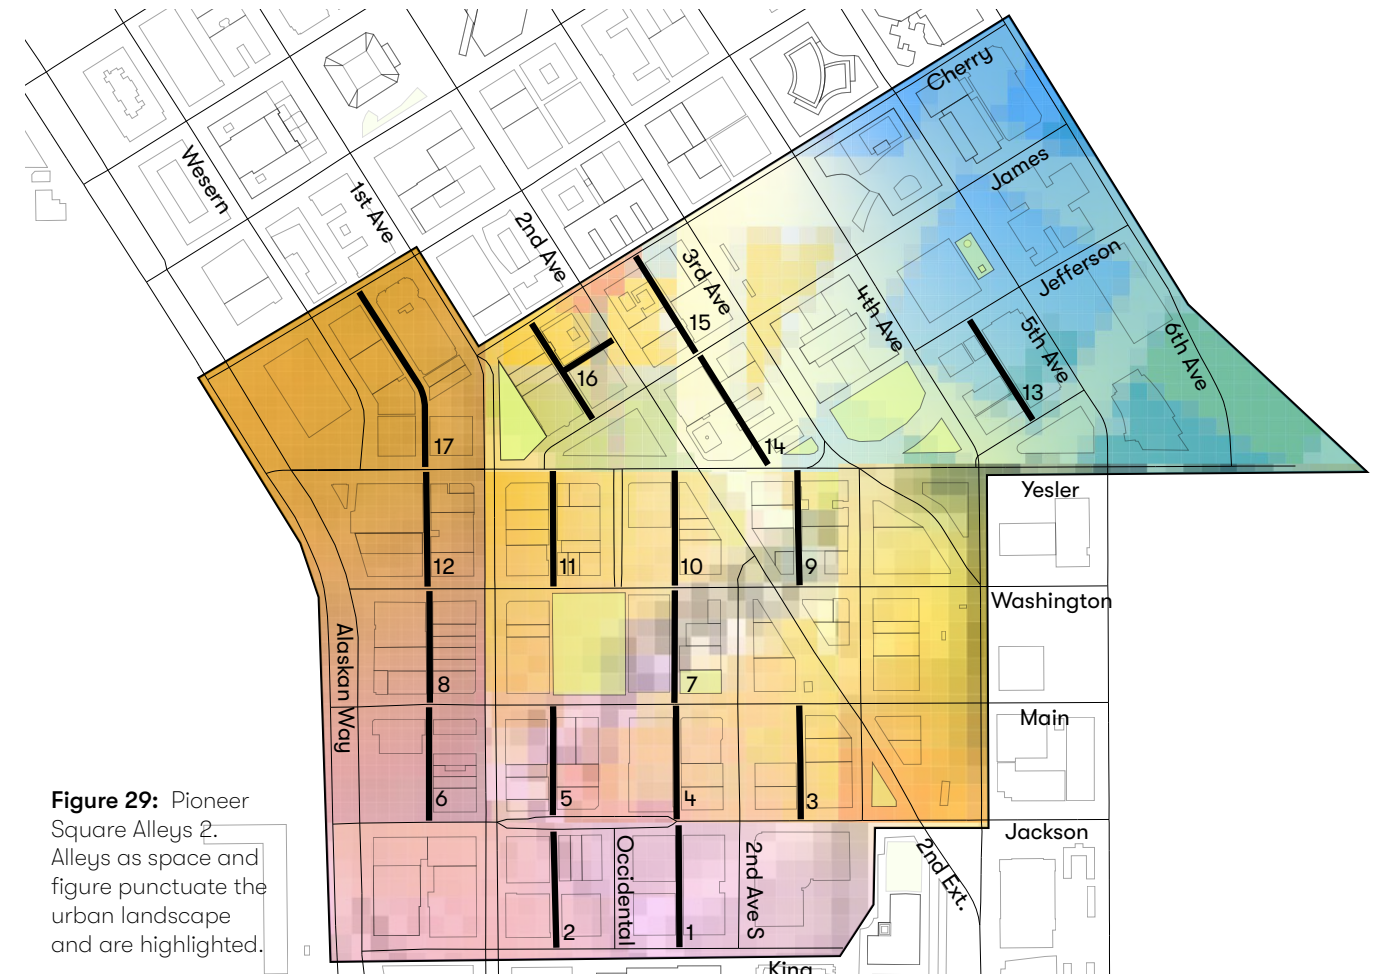 Cherry
James
Wesern
1st Ave
2nd Ave
3rd Ave
Jefferson
4th Ave
5th Ave
6th Ave
15
16
13
14
17
Yesler
12
11
10
9
Washington
Alaskan Way
8
7
Main
6
5
4
3
Jackson
Occidental
2nd Ave S
2nd Ext.
2
1
King
Figure 29: Pioneer
Square Alleys 2.
Alleys as space and
figure punctuate the
urban landscape
and are highlighted.